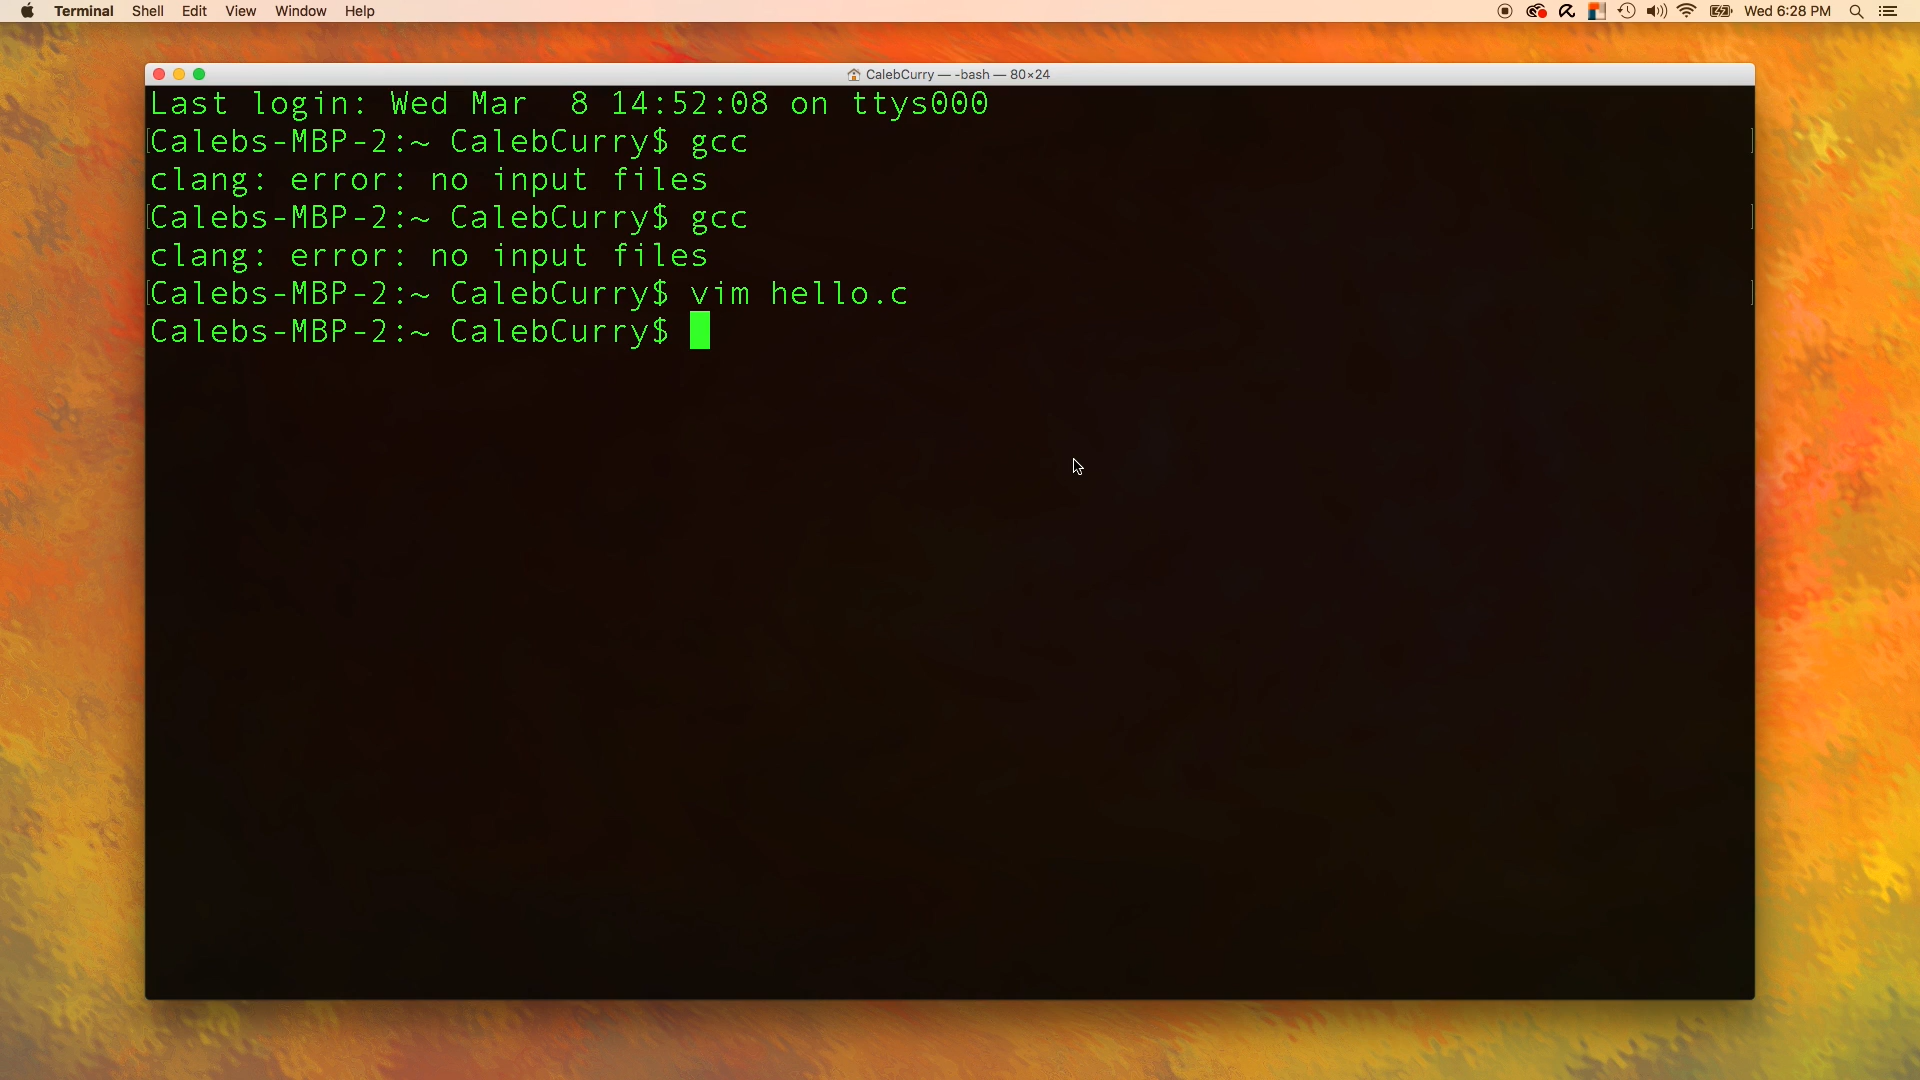 Terminal Shell Edit View Window Help Wed 6:28 PM
CalebCurry — -bash — 80×24
Last login: Wed Mar  8 14:52:08 on ttys000
[Calebs-MBP-2:~ CalebCurry$ gcc ]
clang: error: no input files
[Calebs-MBP-2:~ CalebCurry$ gcc ]
clang: error: no input files
[Calebs-MBP-2:~ CalebCurry$ vim hello.c ]
Calebs-MBP-2:~ CalebCurry$